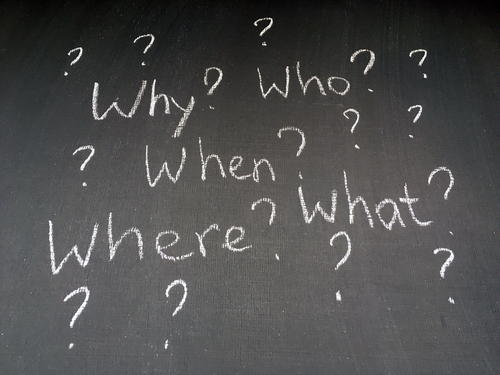 ? ? ? ?
Why? Who?
? ?
? When?
What?
Where?
? ?
? ?